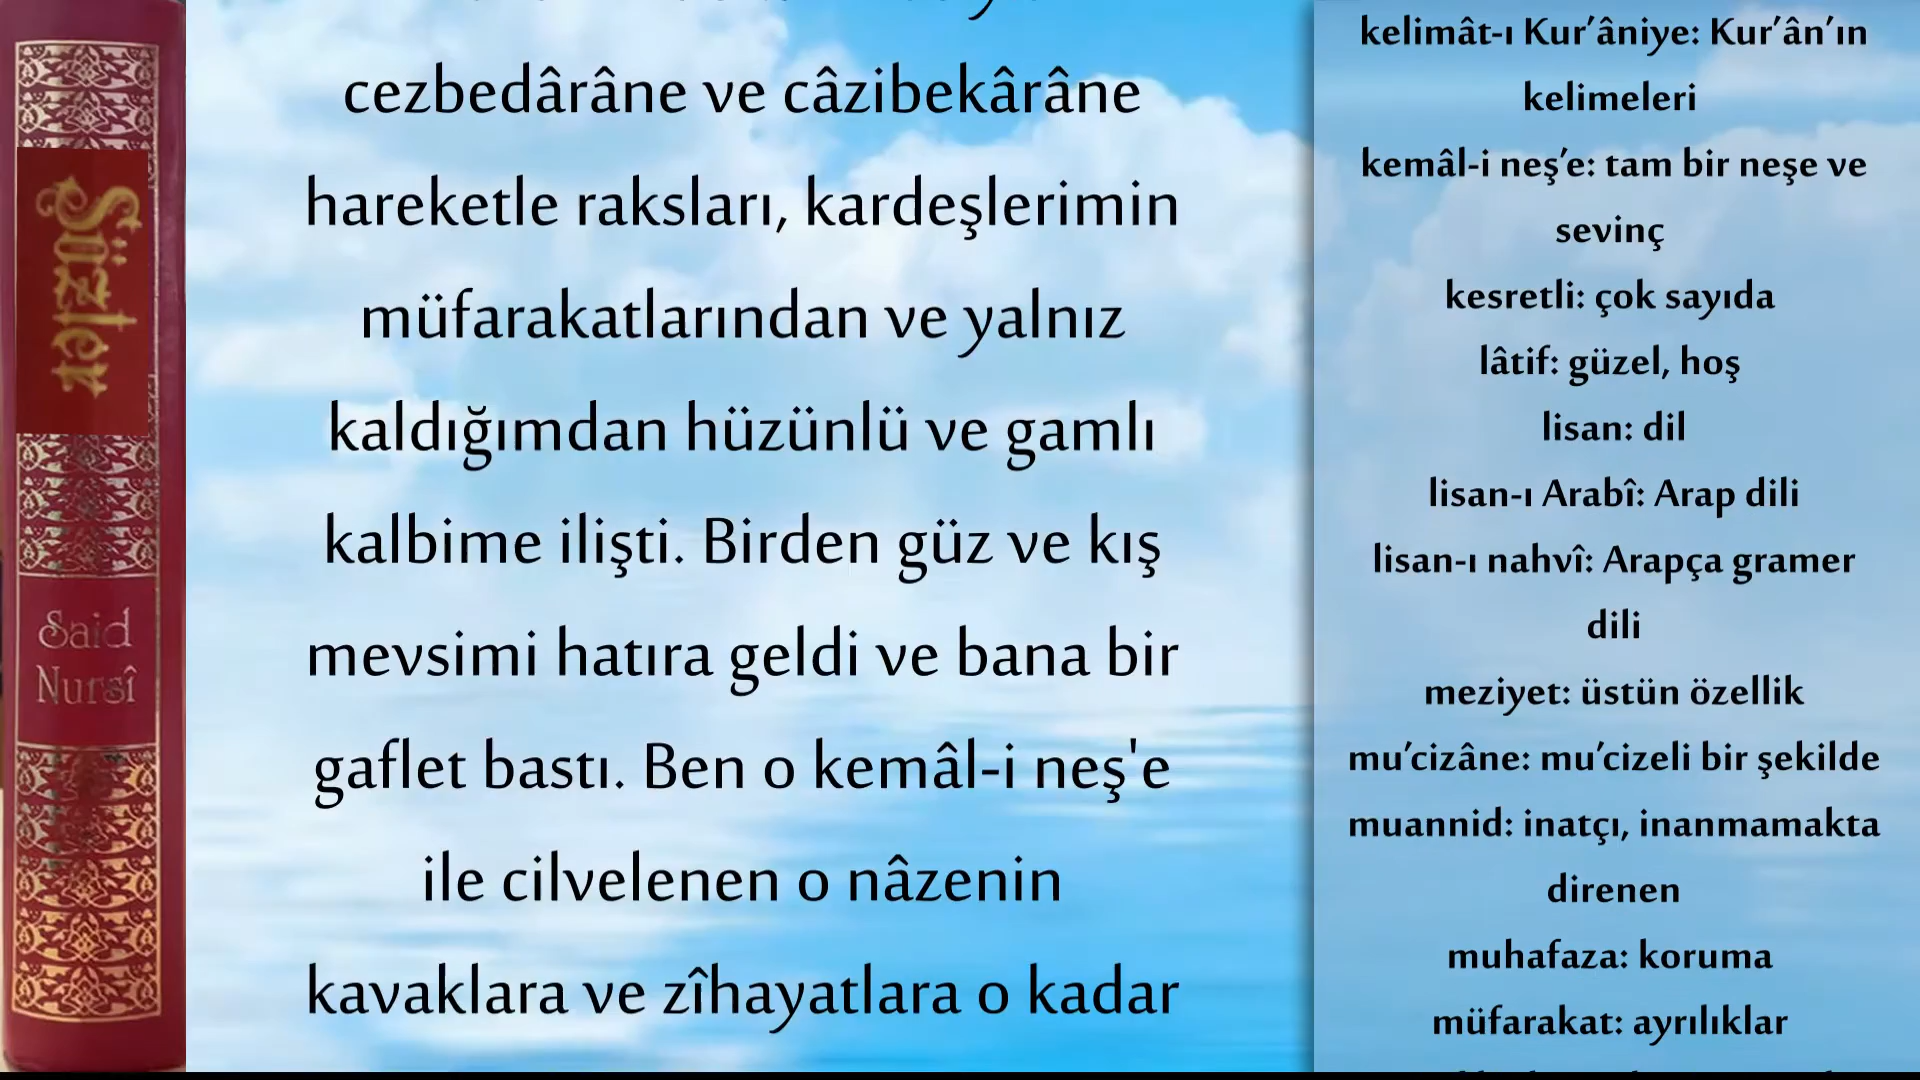 Sözler
Said
Nursî
cezbedârâne ve câzibekârâne
hareketle raksları, kardeşlerimin
müfarakatlarından ve yalnız
kaldığımdan hüzünlü ve gamlı
kalbime ilişti. Birden güz ve kış
mevsimi hatıra geldi ve bana bir
gaflet bastı. Ben o kemâl-i neş'e
ile cilvelenen o nâzenin
kavaklara ve zîhayatlara o kadar
kelimât-ı Kur’âniye: Kur’ân’ın
kelimeleri
kemâl-i neş’e: tam bir neşe ve
sevinç
kesretli: çok sayıda
lâtif: güzel, hoş
lisan: dil
lisan-ı Arabî: Arap dili
lisan-ı nahvî: Arapça gramer
dili
meziyet: üstün özellik
mu’cizâne: mu’cizeli bir şekilde
muannid: inatçı, inanmamakta
direnen
muhafaza: koruma
müfarakat: ayrılıklar